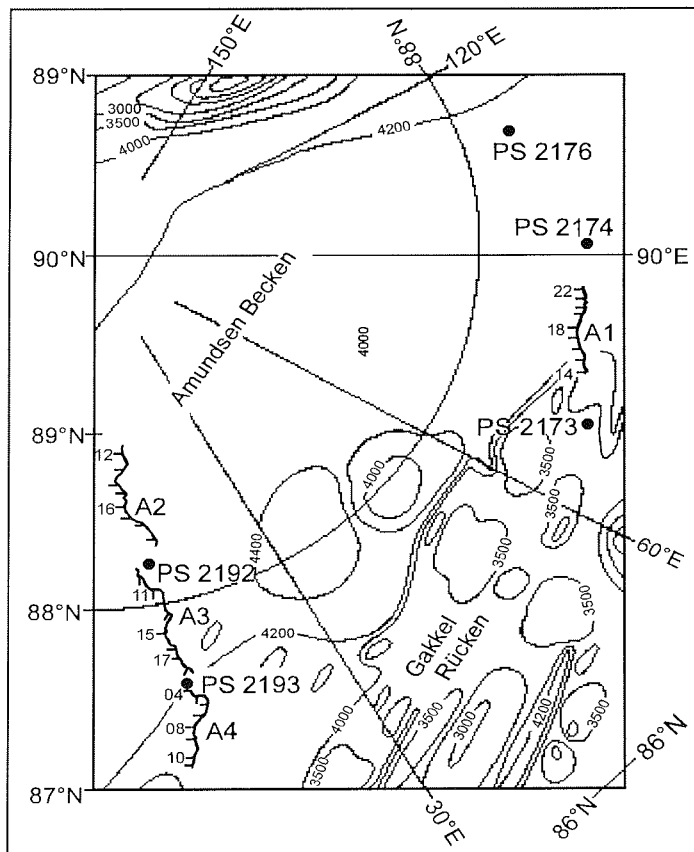 150°E
88°N
120°E
89°N
3000
3500
4000
4200
PS 2176
PS 2174
90°N
90°E
Amundsen Becken
22
18
A1
14
4000
89°N
PS 2173
3500
12
4000
16
A2
4400
3500
3500
60°E
PS 2192
11
88°N
A3
15
4200
3500
17
Gakkel
Rücken
04
PS 2193
08
A4
10
4000
3500
3000
4200
3500
3500
86°N
87°N
30°E
86°N